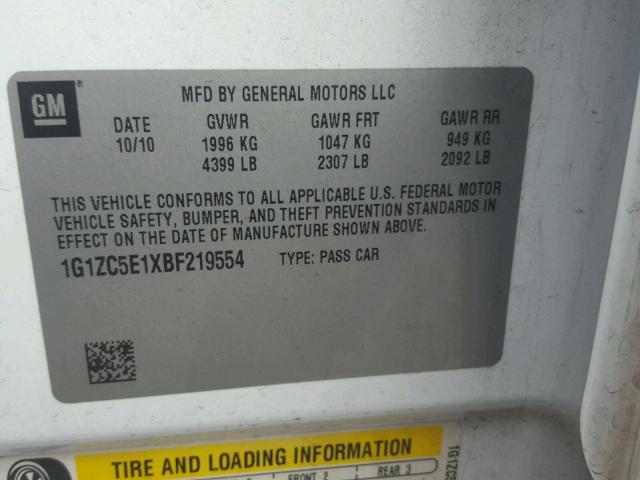 GM
MFD BY GENERAL MOTORS LLC
DATE GVWR GAWR FRT GAWR RR
10/10 1996 KG 1047 KG 949 KG
4399 LB 2307 LB 2092 LB
THIS VEHICLE CONFORMS TO ALL APPLICABLE U.S. FEDERAL MOTOR
VEHICLE SAFETY, BUMPER, AND THEFT PREVENTION STANDARDS IN
EFFECT ON THE DATE OF MANUFACTURE SHOWN ABOVE.
1G1ZC5E1XBF219554 TYPE: PASS CAR
TIRE AND LOADING INFORMATION
FRONT 2 REAR 3
1G1ZC5